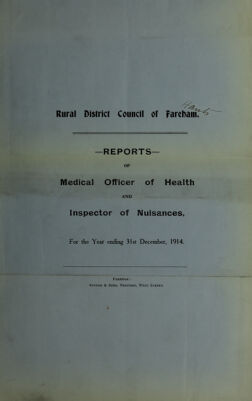 Hants
Rural District Council of Fareham.
—REPORTS—
OF
Medical Officer of Health
AND
Inspector of Nuisances,
For the Year ending 31st December, 1914.